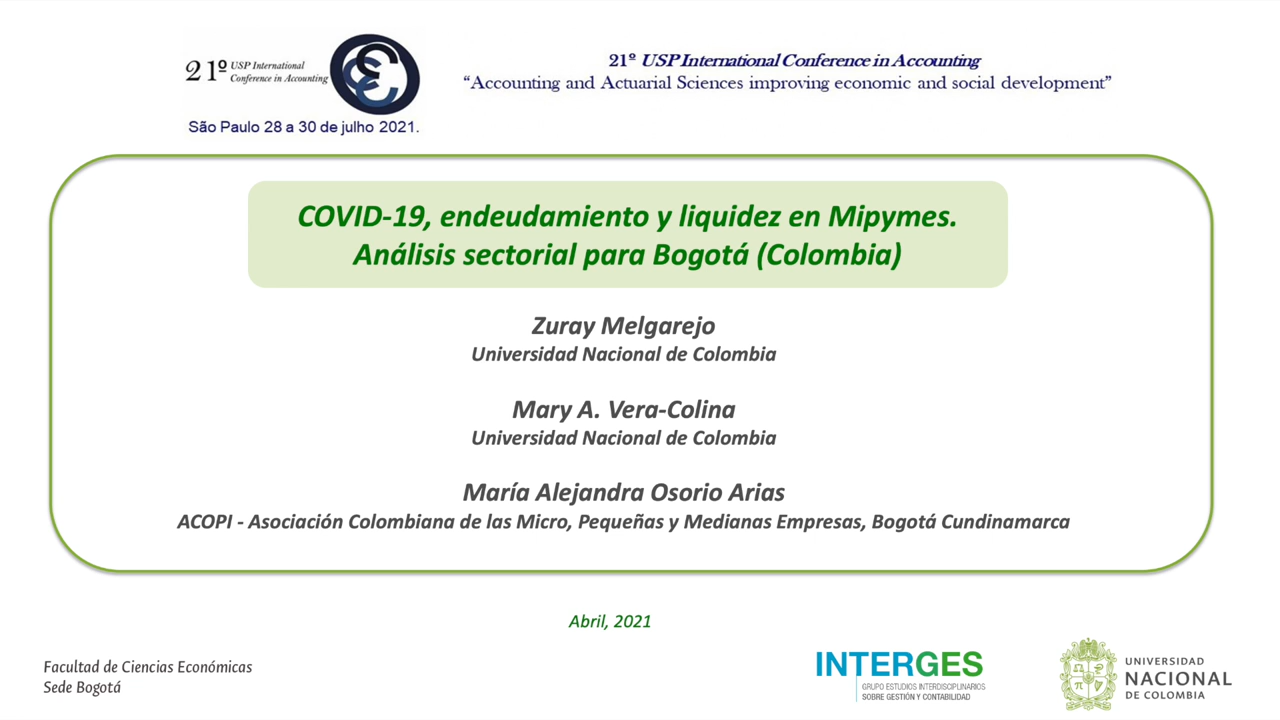 21º USP International
Conference in Accounting
São Paulo 28 a 30 de julho 2021.
21º USP International Conference in Accounting
“Accounting and Actuarial Sciences improving economic and social development”
COVID-19, endeudamiento y liquidez en Mipymes.
Análisis sectorial para Bogotá (Colombia)
Zuray Melgarejo
Universidad Nacional de Colombia
Mary A. Vera-Colina
Universidad Nacional de Colombia
María Alejandra Osorio Arias
ACOPI - Asociación Colombiana de las Micro, Pequeñas y Medianas Empresas, Bogotá Cundinamarca
Abril, 2021
Facultad de Ciencias Económicas
Sede Bogotá
INTERGES
GRUPO ESTUDIOS INTERDISCIPLINARIOS
SOBRE GESTIÓN Y CONTABILIDAD
UNIVERSIDAD
NACIONAL
DE COLOMBIA